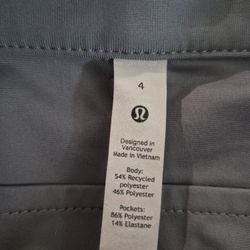 4
Designed in
Vancouver
Made in Vietnam
Body:
54% Recycled
polyester
46% Polyester
Pockets:
86% Polyester
14% Elastane